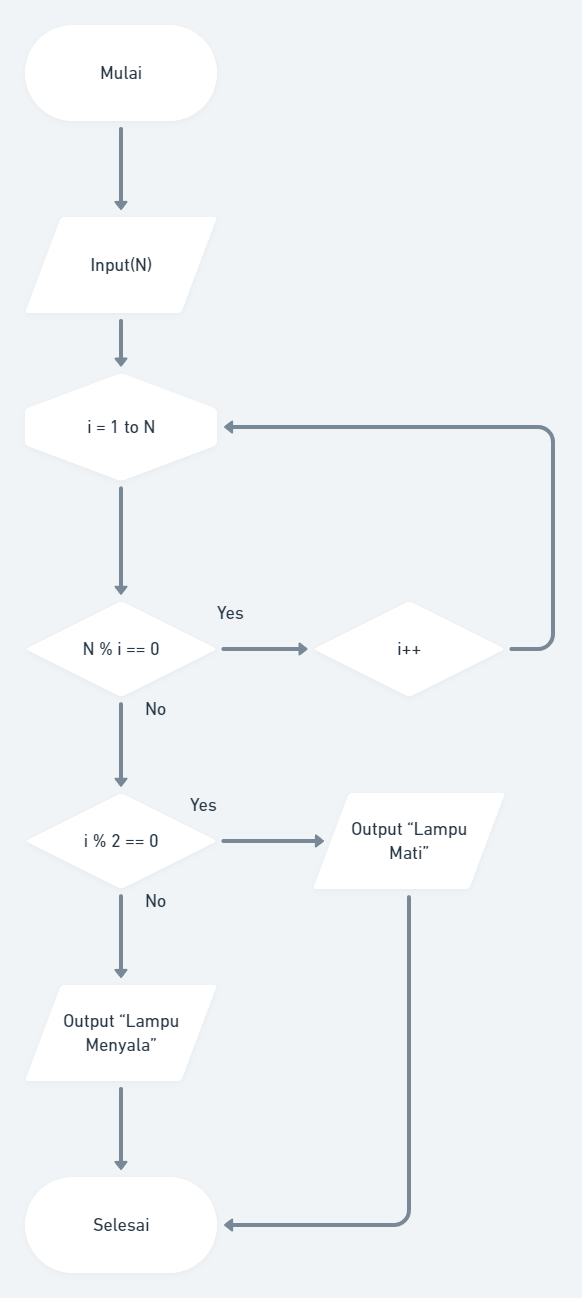 Mulai
Input(N)
i = 1 to N
Yes
N % i == 0
i++
No
Yes
i % 2 == 0
Output “Lampu
Mati”
No
Output “Lampu
Menyala”
Selesai